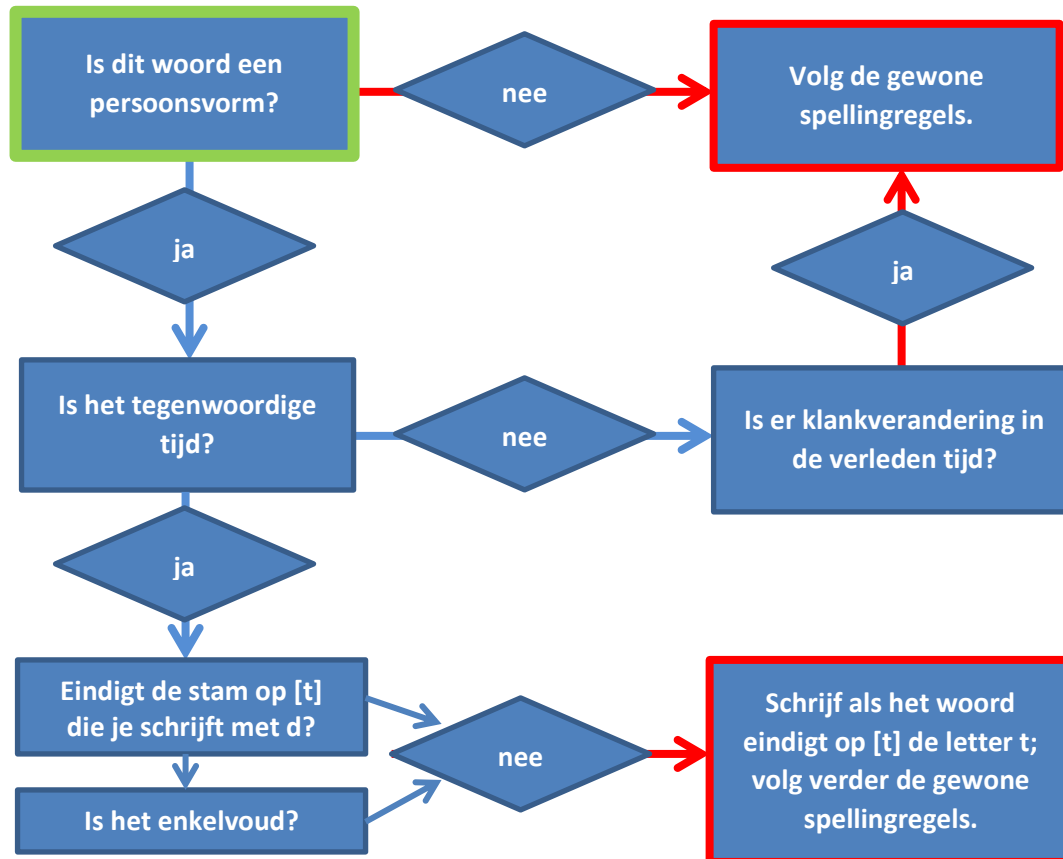 Is dit woord een
persoonsvorm?
nee
Volg de gewone
spellingregels.
ja
ja
Is het tegenwoordige
tijd?
nee
Is er klankverandering in
de verleden tijd?
ja
Eindigt de stam op [t]
die je schrijft met d?
nee
Schrijf als het woord
eindigt op [t] de letter t;
volg verder de gewone
spellingregels.
Is het enkelvoud?